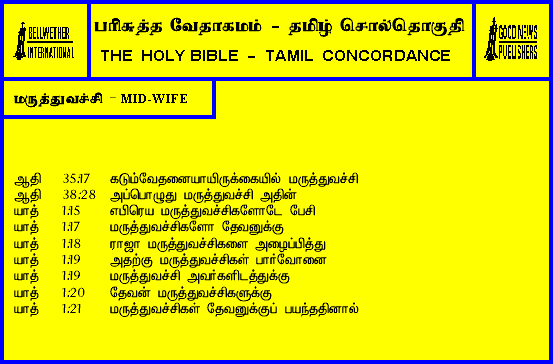 BELLWETHER
INTERNATIONAL
பரிசுத்த வேதாகமம் - தமிழ் சொல்தொகுதி
THE HOLY BIBLE - TAMIL CONCORDANCE
GOOD NEWS
PUBLISHERS
மருத்துவச்சி - MID-WIFE
ஆதி 35:17 கடும்வேதனையாயிருக்கையில் மருத்துவச்சி
ஆதி 38:28 அப்பொழுது மருத்துவச்சி அதின்
யாத் 1:15 எபிரெய மருத்துவச்சிகளோடே பேசி
யாத் 1:17 மருத்துவச்சிகளோ தேவனுக்கு
யாத் 1:18 ராஜா மருத்துவச்சிகளை அழைப்பித்து
யாத் 1:19 அதற்கு மருத்துவச்சிகள் பார்வோனை
யாத் 1:19 மருத்துவச்சி அவர்களிடத்துக்கு
யாத் 1:20 தேவன் மருத்துவச்சிகளுக்கு
யாத் 1:21 மருத்துவச்சிகள் தேவனுக்குப் பயந்ததினால்